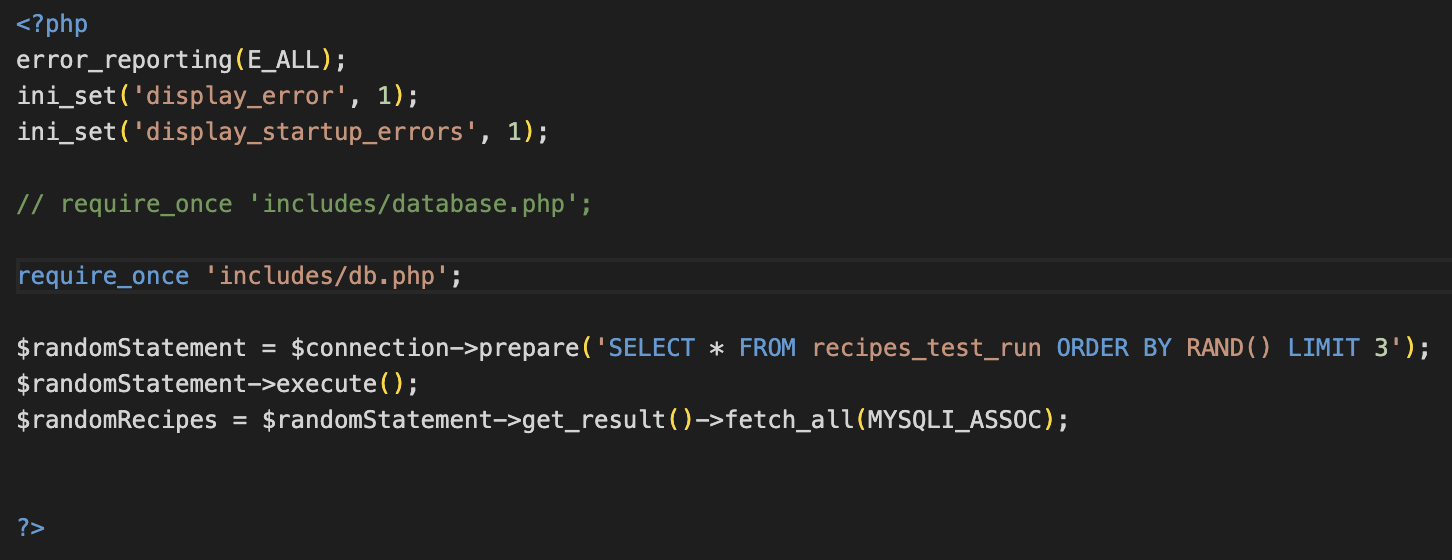 <?php
error_reporting(E_ALL);
ini_set('display_error', 1);
ini_set('display_startup_errors', 1);
// require_once 'includes/database.php';
require_once 'includes/db.php';
$randomStatement = $connection->prepare('SELECT * FROM recipes_test_run ORDER BY RAND() LIMIT 3');
$randomStatement->execute();
$randomRecipes = $randomStatement->get_result()->fetch_all(MYSQLI_ASSOC);
?>